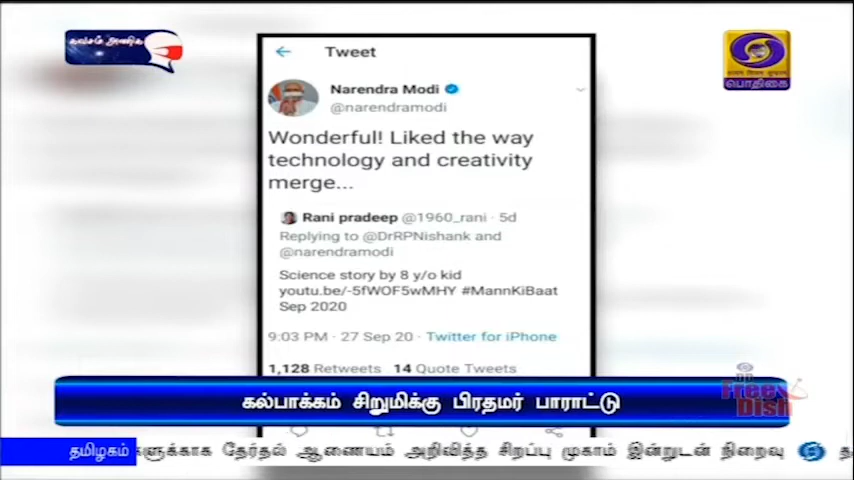 கவசம் அணிக
Tweet
Narendra Modi
@narendramodi
Wonderful! Liked the way
technology and creativity
merge...
Rani pradeep @1960_rani · 5d
Replying to @DrRPNishank and
@narendramodi
Science story by 8 y/o kid
youtu.be/-5fWOF5wMHY #MannKiBaat
Sep 2020
9:03 PM · 27 Sep 20 · Twitter for iPhone
1,128 Retweets 14 Quote Tweets
பொதிகை
கல்பாக்கம் சிறுமிக்கு பிரதமர் பாராட்டு
DD
Free
Dish
தமிழகம் களுக்காக தேர்தல் ஆணையம் அறிவித்த சிறப்பு முகாம் இன்றுடன் நிறைவு